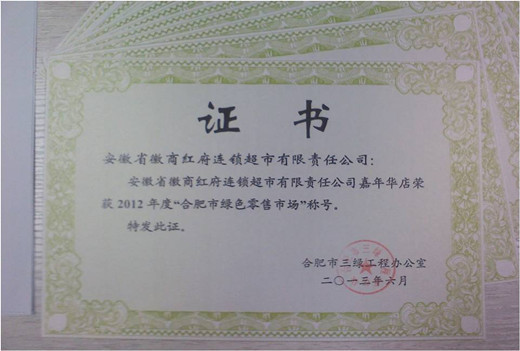 证 书
安徽省徽商红府连锁超市有限责任公司:
安徽省徽商红府连锁超市有限责任公司嘉年华店荣
获2012年度“合肥市绿色零售市场”称号。
特发此证。
合肥市三绿工程办公室
二〇一三年六月